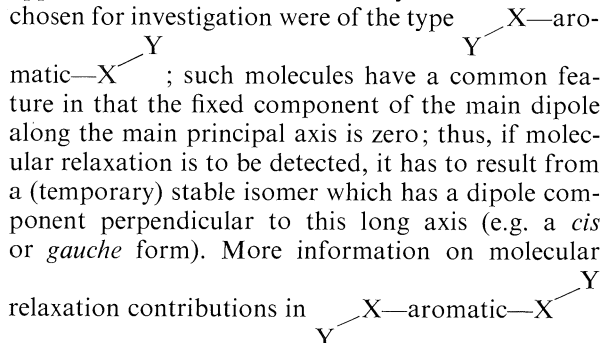 chosen for investigation were of the type X—aro-
Y
Y
matic—X ; such molecules have a common fea-
ture in that the fixed component of the main dipole
along the main principal axis is zero; thus, if molec-
ular relaxation is to be detected, it has to result from
a (temporary) stable isomer which has a dipole com-
ponent perpendicular to this long axis (e.g. a cis
or gauche form). More information on molecular
Y
relaxation contributions in X—aromatic—X
Y